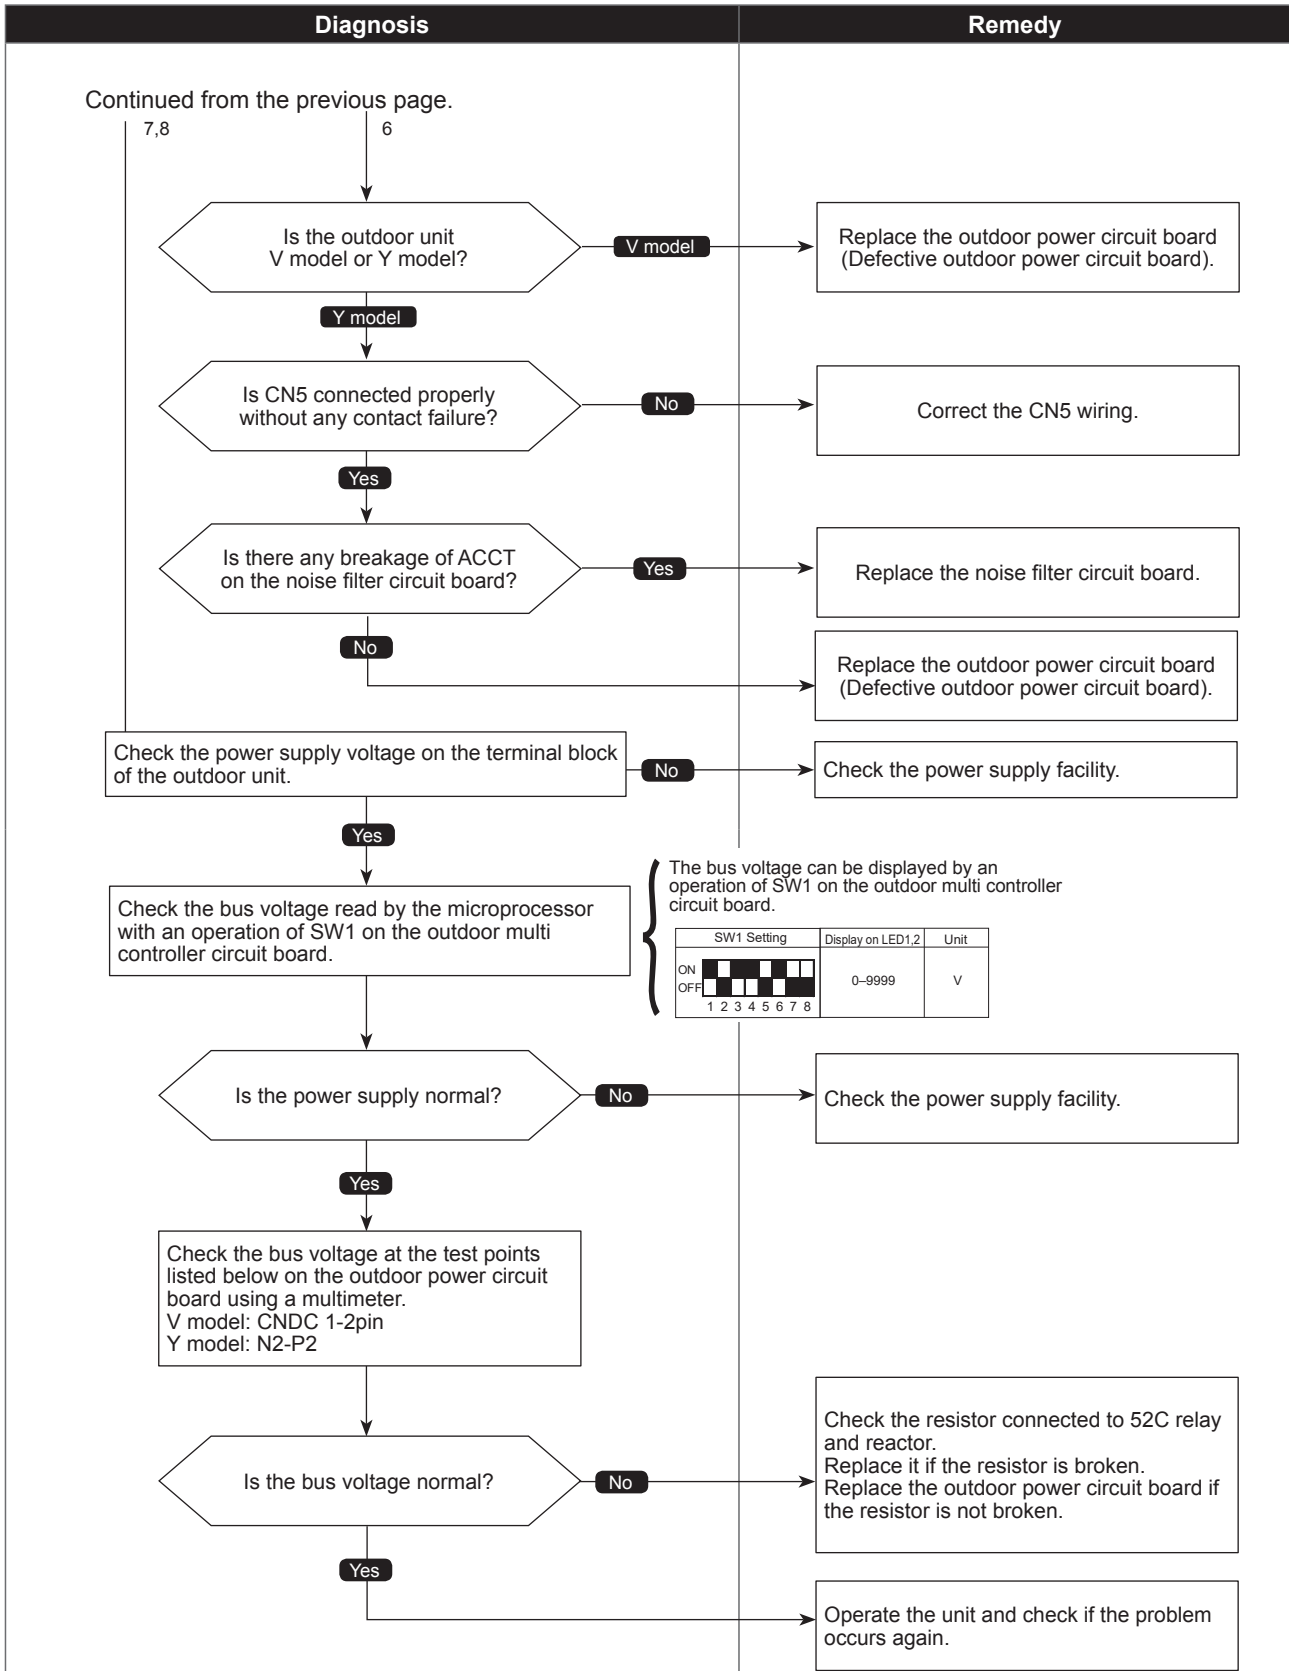 Diagnosis
Remedy
Continued from the previous page.
7,8
6
Is the outdoor unit
V model or Y model?
V model
Replace the outdoor power circuit board
(Defective outdoor power circuit board).
Y model
Is CN5 connected properly
without any contact failure?
No
Correct the CN5 wiring.
Yes
Is there any breakage of ACCT
on the noise filter circuit board?
Yes
Replace the noise filter circuit board.
No
Replace the outdoor power circuit board
(Defective outdoor power circuit board).
Check the power supply voltage on the terminal block
of the outdoor unit.
No
Check the power supply facility.
Yes
Check the bus voltage read by the microprocessor
with an operation of SW1 on the outdoor multi
controller circuit board.
The bus voltage can be displayed by an
operation of SW1 on the outdoor multi controller
circuit board.
SW1 Setting
Display on LED1,2
Unit
ON
OFF
1 2 3 4 5 6 7 8
0–9999
V
Is the power supply normal?
No
Check the power supply facility.
Yes
Check the bus voltage at the test points
listed below on the outdoor power circuit
board using a multimeter.
V model: CNDC 1-2pin
Y model: N2-P2
Is the bus voltage normal?
No
Check the resistor connected to 52C relay
and reactor.
Replace it if the resistor is broken.
Replace the outdoor power circuit board if
the resistor is not broken.
Yes
Operate the unit and check if the problem
occurs again.